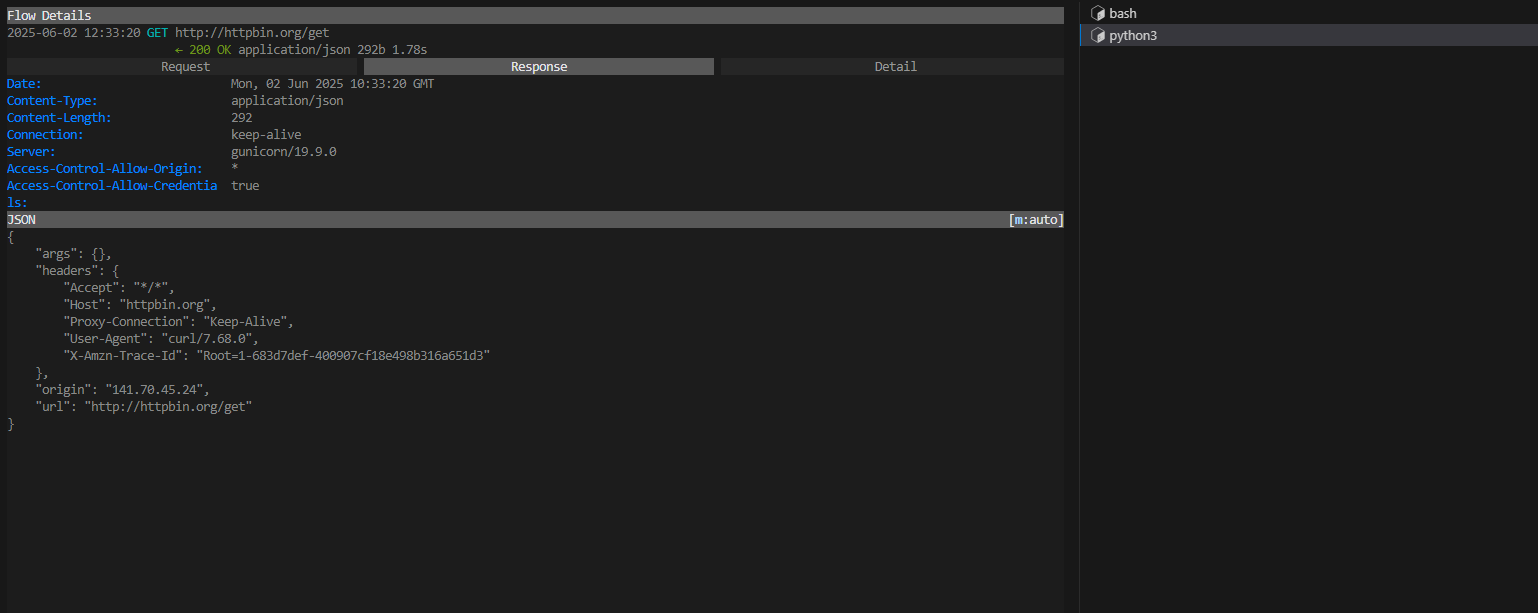 Flow Details
2025-06-02 12:33:20 GET http://httpbin.org/get
← 200 OK application/json 292b 1.78s
Request Response Detail
Date: Mon, 02 Jun 2025 10:33:20 GMT
Content-Type: application/json
Content-Length: 292
Connection: keep-alive
Server: gunicorn/19.9.0
Access-Control-Allow-Origin: *
Access-Control-Allow-Credentia true
ls:
JSON [m:auto]
{
    "args": {},
    "headers": {
        "Accept": "*/*",
        "Host": "httpbin.org",
        "Proxy-Connection": "Keep-Alive",
        "User-Agent": "curl/7.68.0",
        "X-Amzn-Trace-Id": "Root=1-683d7def-400907cf18e498b316a651d3"
    },
    "origin": "141.70.45.24",
    "url": "http://httpbin.org/get"
}
bash
python3